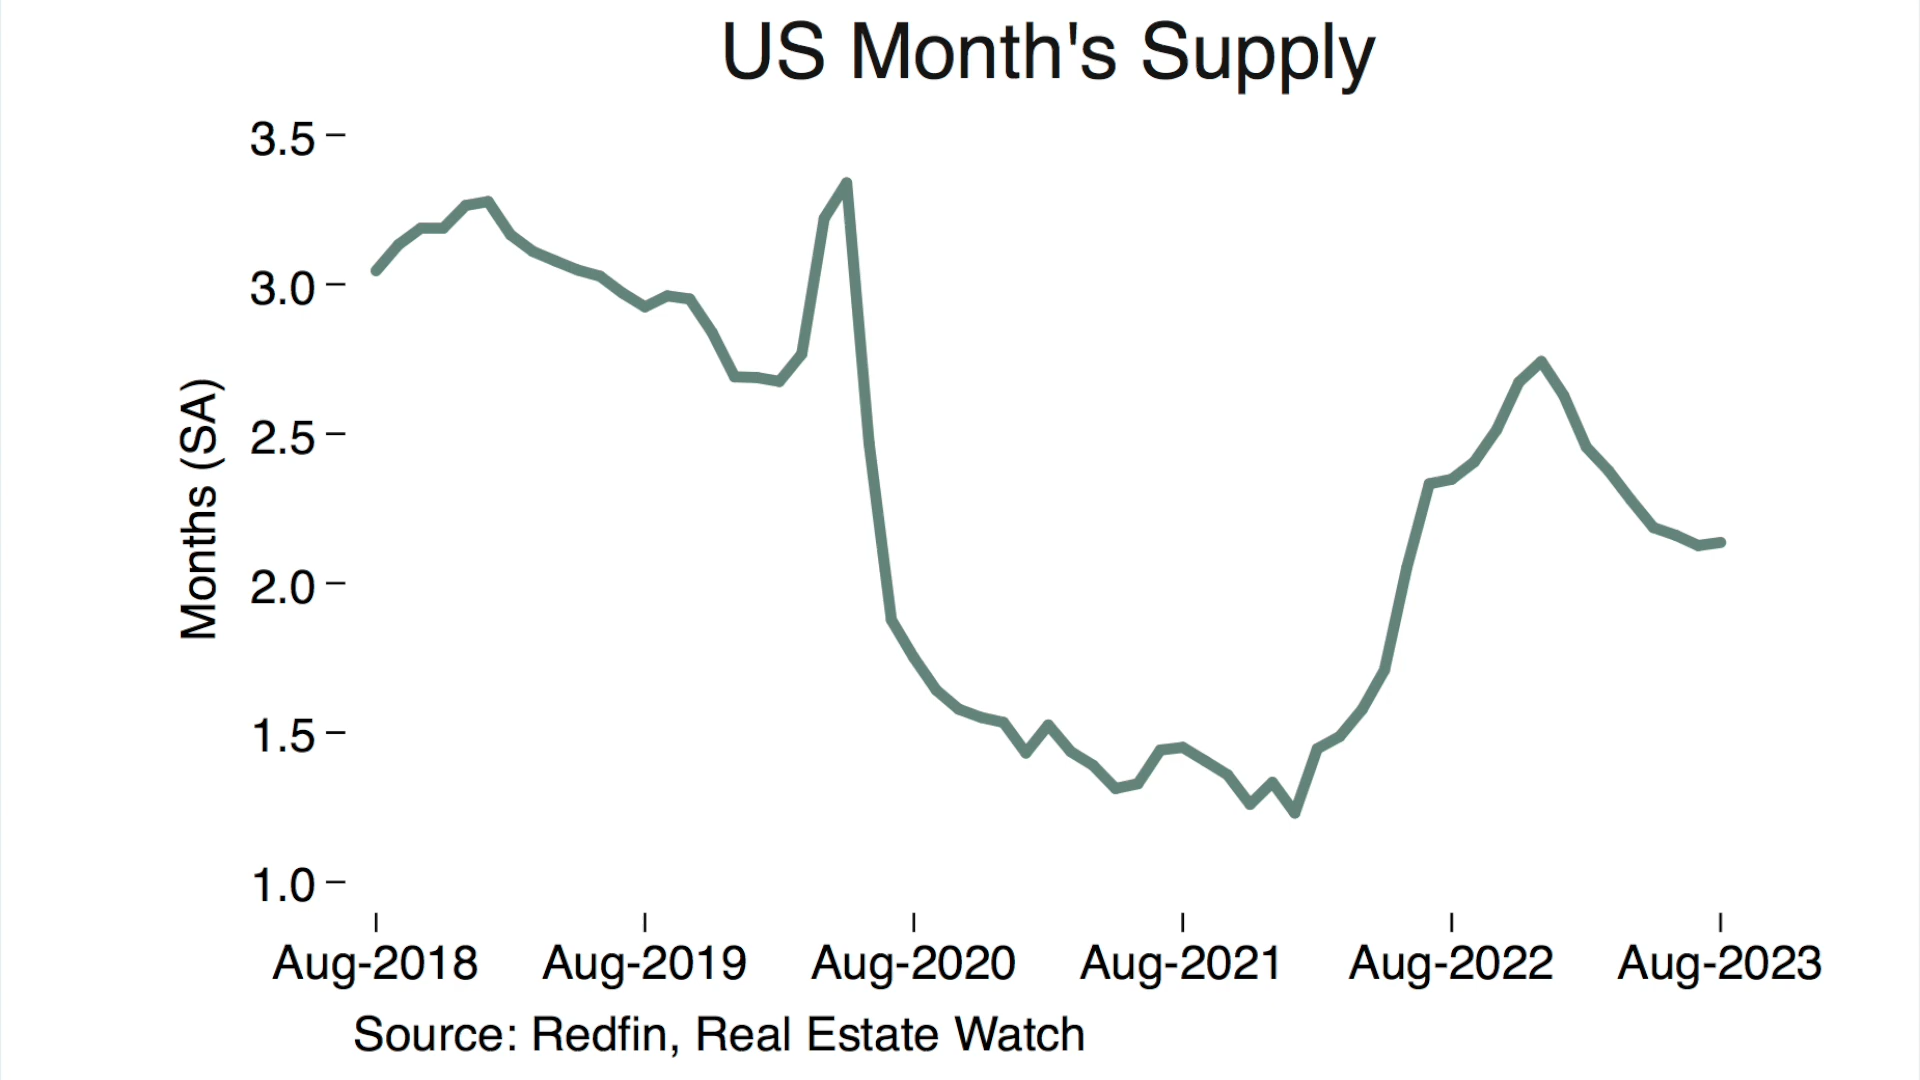 US Month's Supply
3.5
3.0
2.5
2.0
1.5
1.0
Months (SA)
Aug-2018 Aug-2019 Aug-2020 Aug-2021 Aug-2022 Aug-2023
Source: Redfin, Real Estate Watch